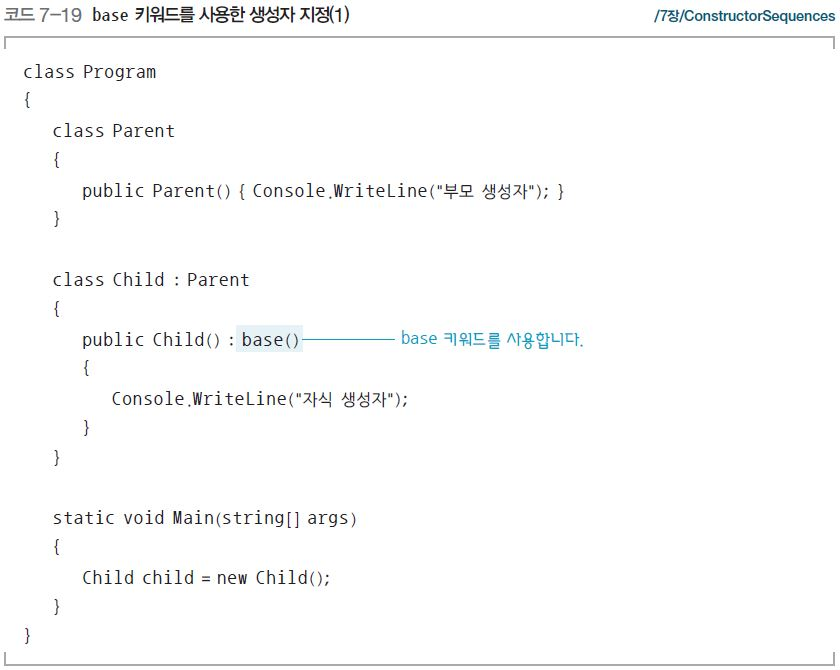 코드 7-19 base 키워드를 사용한 생성자 지정(1) /7장/ConstructorSequences
class Program
{
class Parent
{
public Parent() { Console.WriteLine("부모 생성자"); }
}
class Child : Parent
{
public Child() : base() base 키워드를 사용합니다.
{
Console.WriteLine("자식 생성자");
}
}
static void Main(string[] args)
{
Child child = new Child();
}
}